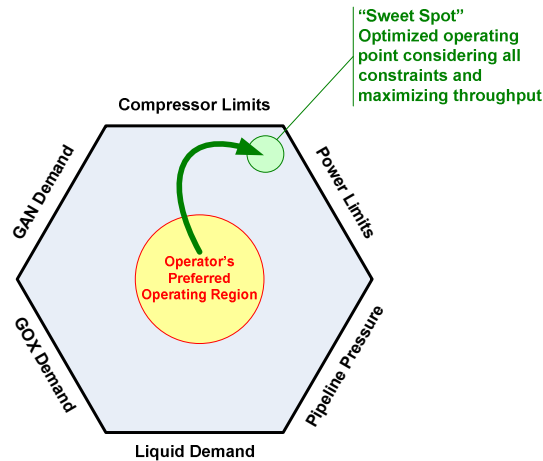 “Sweet Spot”
Optimized operating
point considering all
constraints and
maximizing throughput
Compressor Limits
GAN Demand
Power Limits
Operator’s
Preferred
Operating Region
GOX Demand
Pipeline Pressure
Liquid Demand